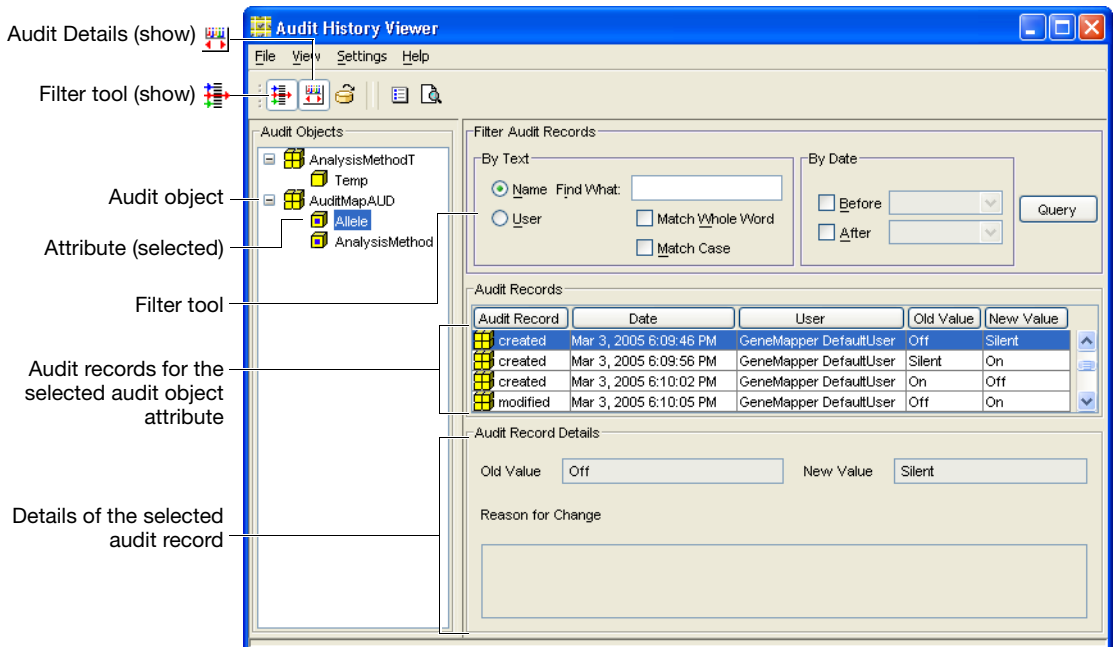 Audit Details (show)
Filter tool (show)
Audit object
Attribute (selected)
Filter tool
Audit records for the
selected audit object
attribute
Details of the selected
audit record
Audit History Viewer
File View Settings Help
Audit Objects
AnalysisMethodT
Temp
AuditMapAUD
Allele
AnalysisMethod
Filter Audit Records
By Text
Name Find What:
User
Match Whole Word
Match Case
By Date
Before
After
Query
Audit Records
Audit Record Date User Old Value New Value
created Mar 3, 2005 6:09:46 PM GeneMapper DefaultUser Off Silent
created Mar 3, 2005 6:09:56 PM GeneMapper DefaultUser Silent On
created Mar 3, 2005 6:10:02 PM GeneMapper DefaultUser On Off
modified Mar 3, 2005 6:10:05 PM GeneMapper DefaultUser Off On
Audit Record Details
Old Value Off New Value Silent
Reason for Change